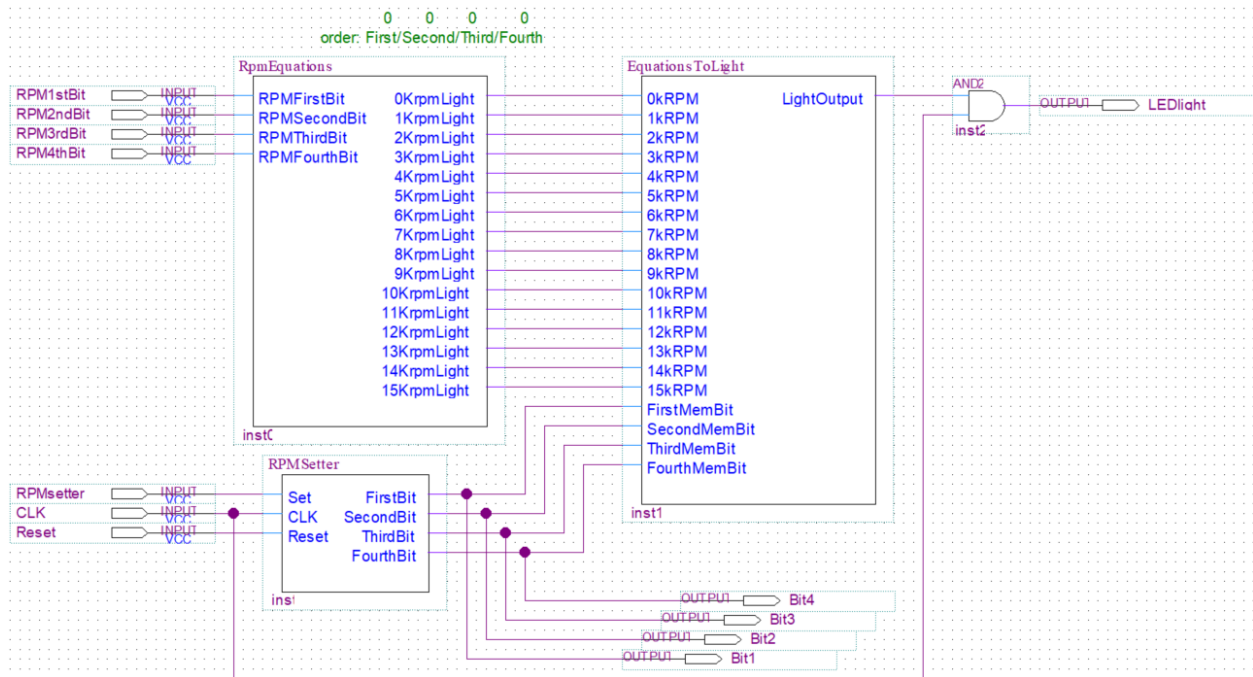 0 0 0 0
order: First/Second/Third/Fourth
RpmEquations
EquationsToLight
AND2
RPM1stBit INPUT VCC
RPM2ndBit INPUT VCC
RPM3rdBit INPUT VCC
RPM4thBit INPUT VCC
RPMFirstBit 0KrpmLight
RPMSecondBit 1KrpmLight
RPMThirdBit 2KrpmLight
RPMFourthBit 3KrpmLight
4KrpmLight
5KrpmLight
6KrpmLight
7KrpmLight
8KrpmLight
9KrpmLight
10KrpmLight
11KrpmLight
12KrpmLight
13KrpmLight
14KrpmLight
15KrpmLight
inst0
0kRPM LightOutput
1kRPM
2kRPM
3kRPM
4kRPM
5kRPM
6kRPM
7kRPM
8kRPM
9kRPM
10kRPM
11kRPM
12kRPM
13kRPM
14kRPM
15kRPM
FirstMemBit
SecondMemBit
ThirdMemBit
FourthMemBit
inst1
inst2
OUTPUT LEDlight
RPMSetter
RPMsetter INPUT VCC
CLK INPUT VCC
Reset INPUT VCC
Set FirstBit
CLK SecondBit
Reset ThirdBit
FourthBit
inst
OUTPUT Bit4
OUTPUT Bit3
OUTPUT Bit2
OUTPUT Bit1